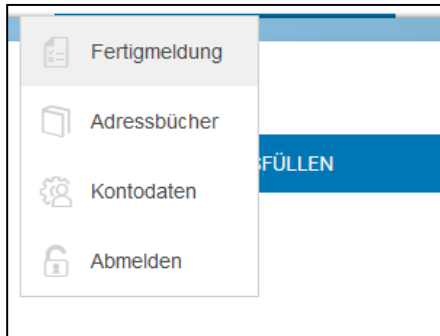 Fertigmeldung
Adressbücher
SFÜLLEN
Kontodaten
Abmelden